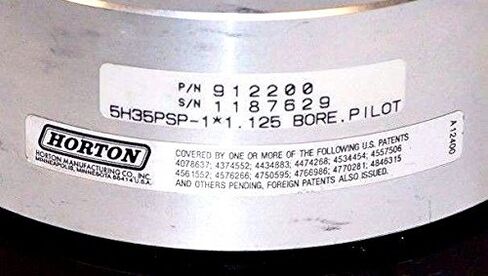 P/N 912200
S/N 1187629
5H35PSP-1*1.125 BORE.PILOT
HORTON
HORTON MANUFACTURING CO., INC.
MINNEAPOLIS, MINNESOTA 55414 U.S.A.
COVERED BY ONE OR MORE OF THE FOLLOWING U.S. PATENTS
4078637; 4374552; 4434883; 4474268; 4534454; 4557506
4561552; 4576266; 4750595; 4766986; 4770281; 4846315
AND OTHERS PENDING, FOREIGN PATENTS ALSO ISSUED.
A 12400